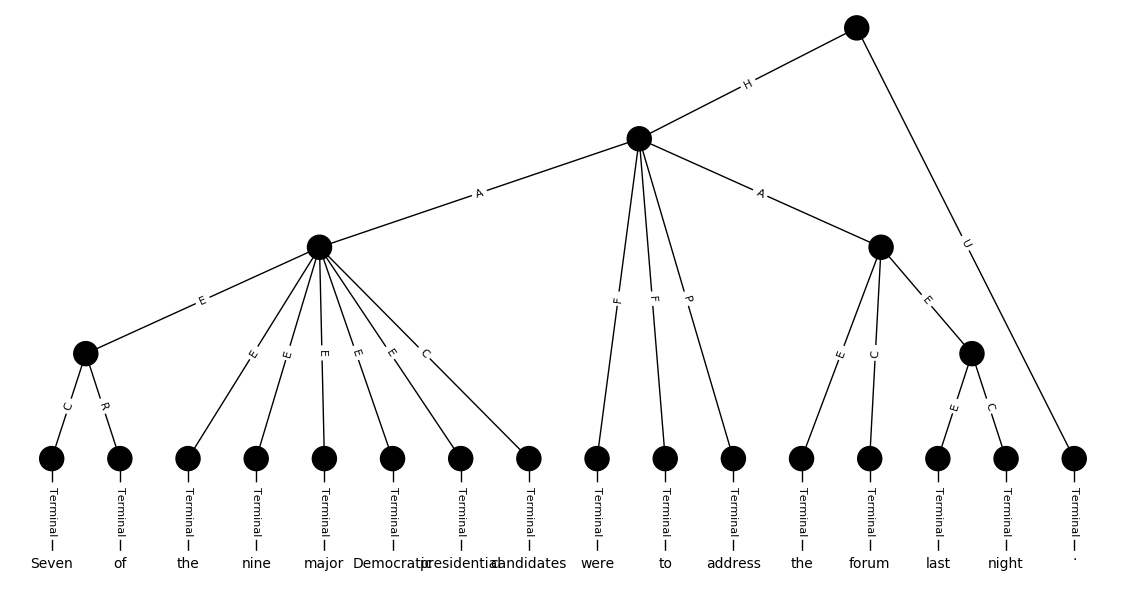 H
A A U
E E E E E E C F F P E C E
C R E C
Terminal Terminal Terminal Terminal Terminal Terminal Terminal Terminal Terminal Terminal Terminal Terminal Terminal Terminal Terminal Terminal
Seven of the nine major Democratic presidential candidates were to address the forum last night .